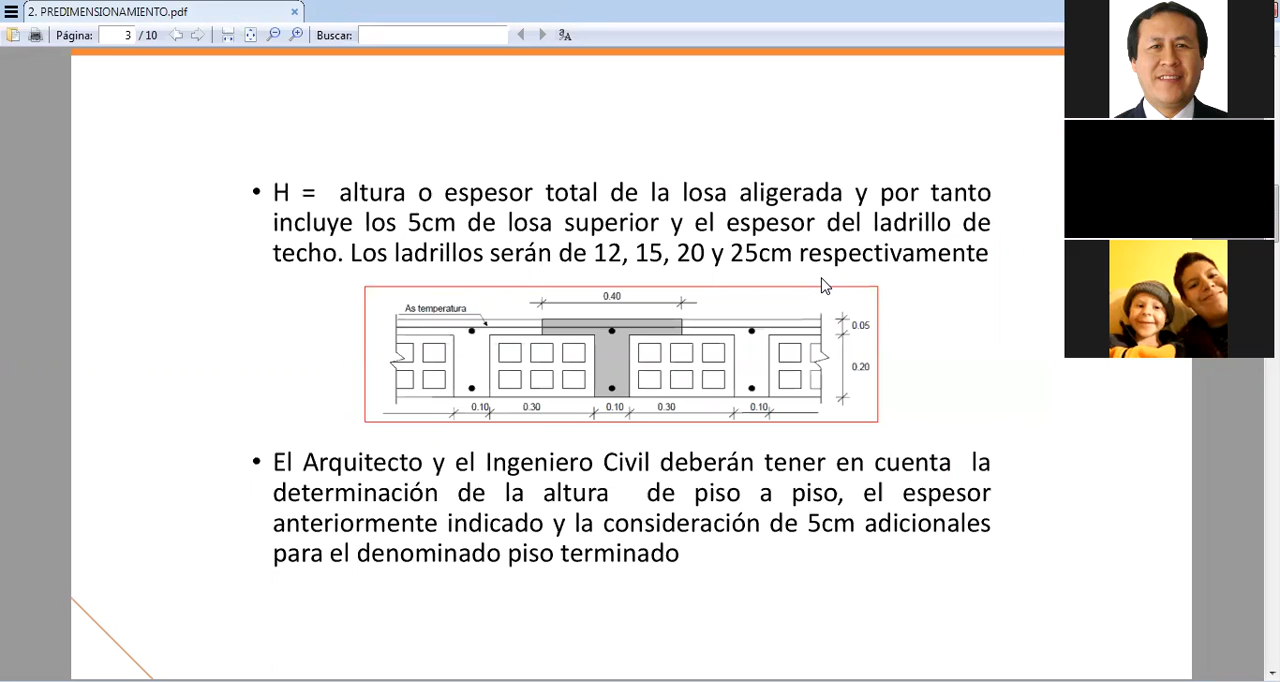 2. PREDIMENSIONAMIENTO.pdf
Página: 3 / 10 Buscar:
• H = altura o espesor total de la losa aligerada y por tanto
incluye los 5cm de losa superior y el espesor del ladrillo de
techo. Los ladrillos serán de 12, 15, 20 y 25cm respectivamente
0.40
As temperatura
0.05
0.20
0.10 0.30 0.10 0.30 0.10
• El Arquitecto y el Ingeniero Civil deberán tener en cuenta la
determinación de la altura de piso a piso, el espesor
anteriormente indicado y la consideración de 5cm adicionales
para el denominado piso terminado